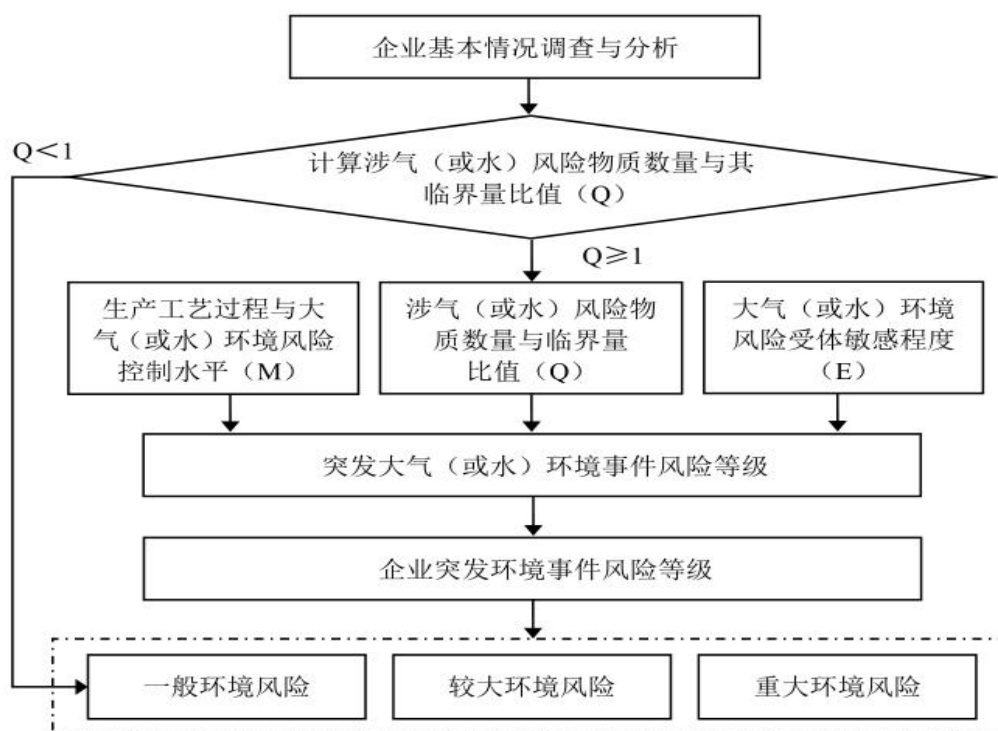 企业基本情况调查与分析
Q＜1
计算涉气（或水）风险物质数量与其
临界量比值（Q）
Q≥1
生产工艺过程与大
气（或水）环境风险
控制水平（M）
涉气（或水）风险物
质数量与临界量
比值（Q）
大气（或水）环境
风险受体敏感程度
（E）
突发大气（或水）环境事件风险等级
企业突发环境事件风险等级
一般环境风险
较大环境风险
重大环境风险